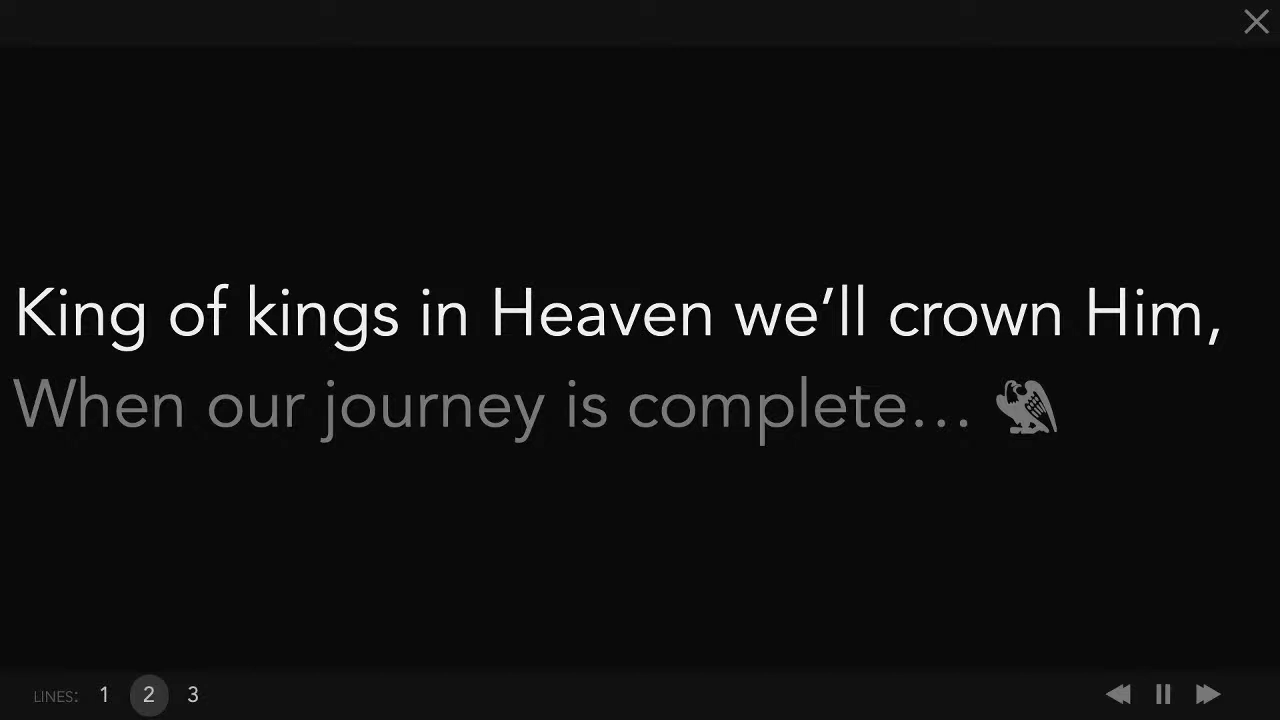 King of kings in Heaven we’ll crown Him,
When our journey is complete…
LINES: 1 2 3